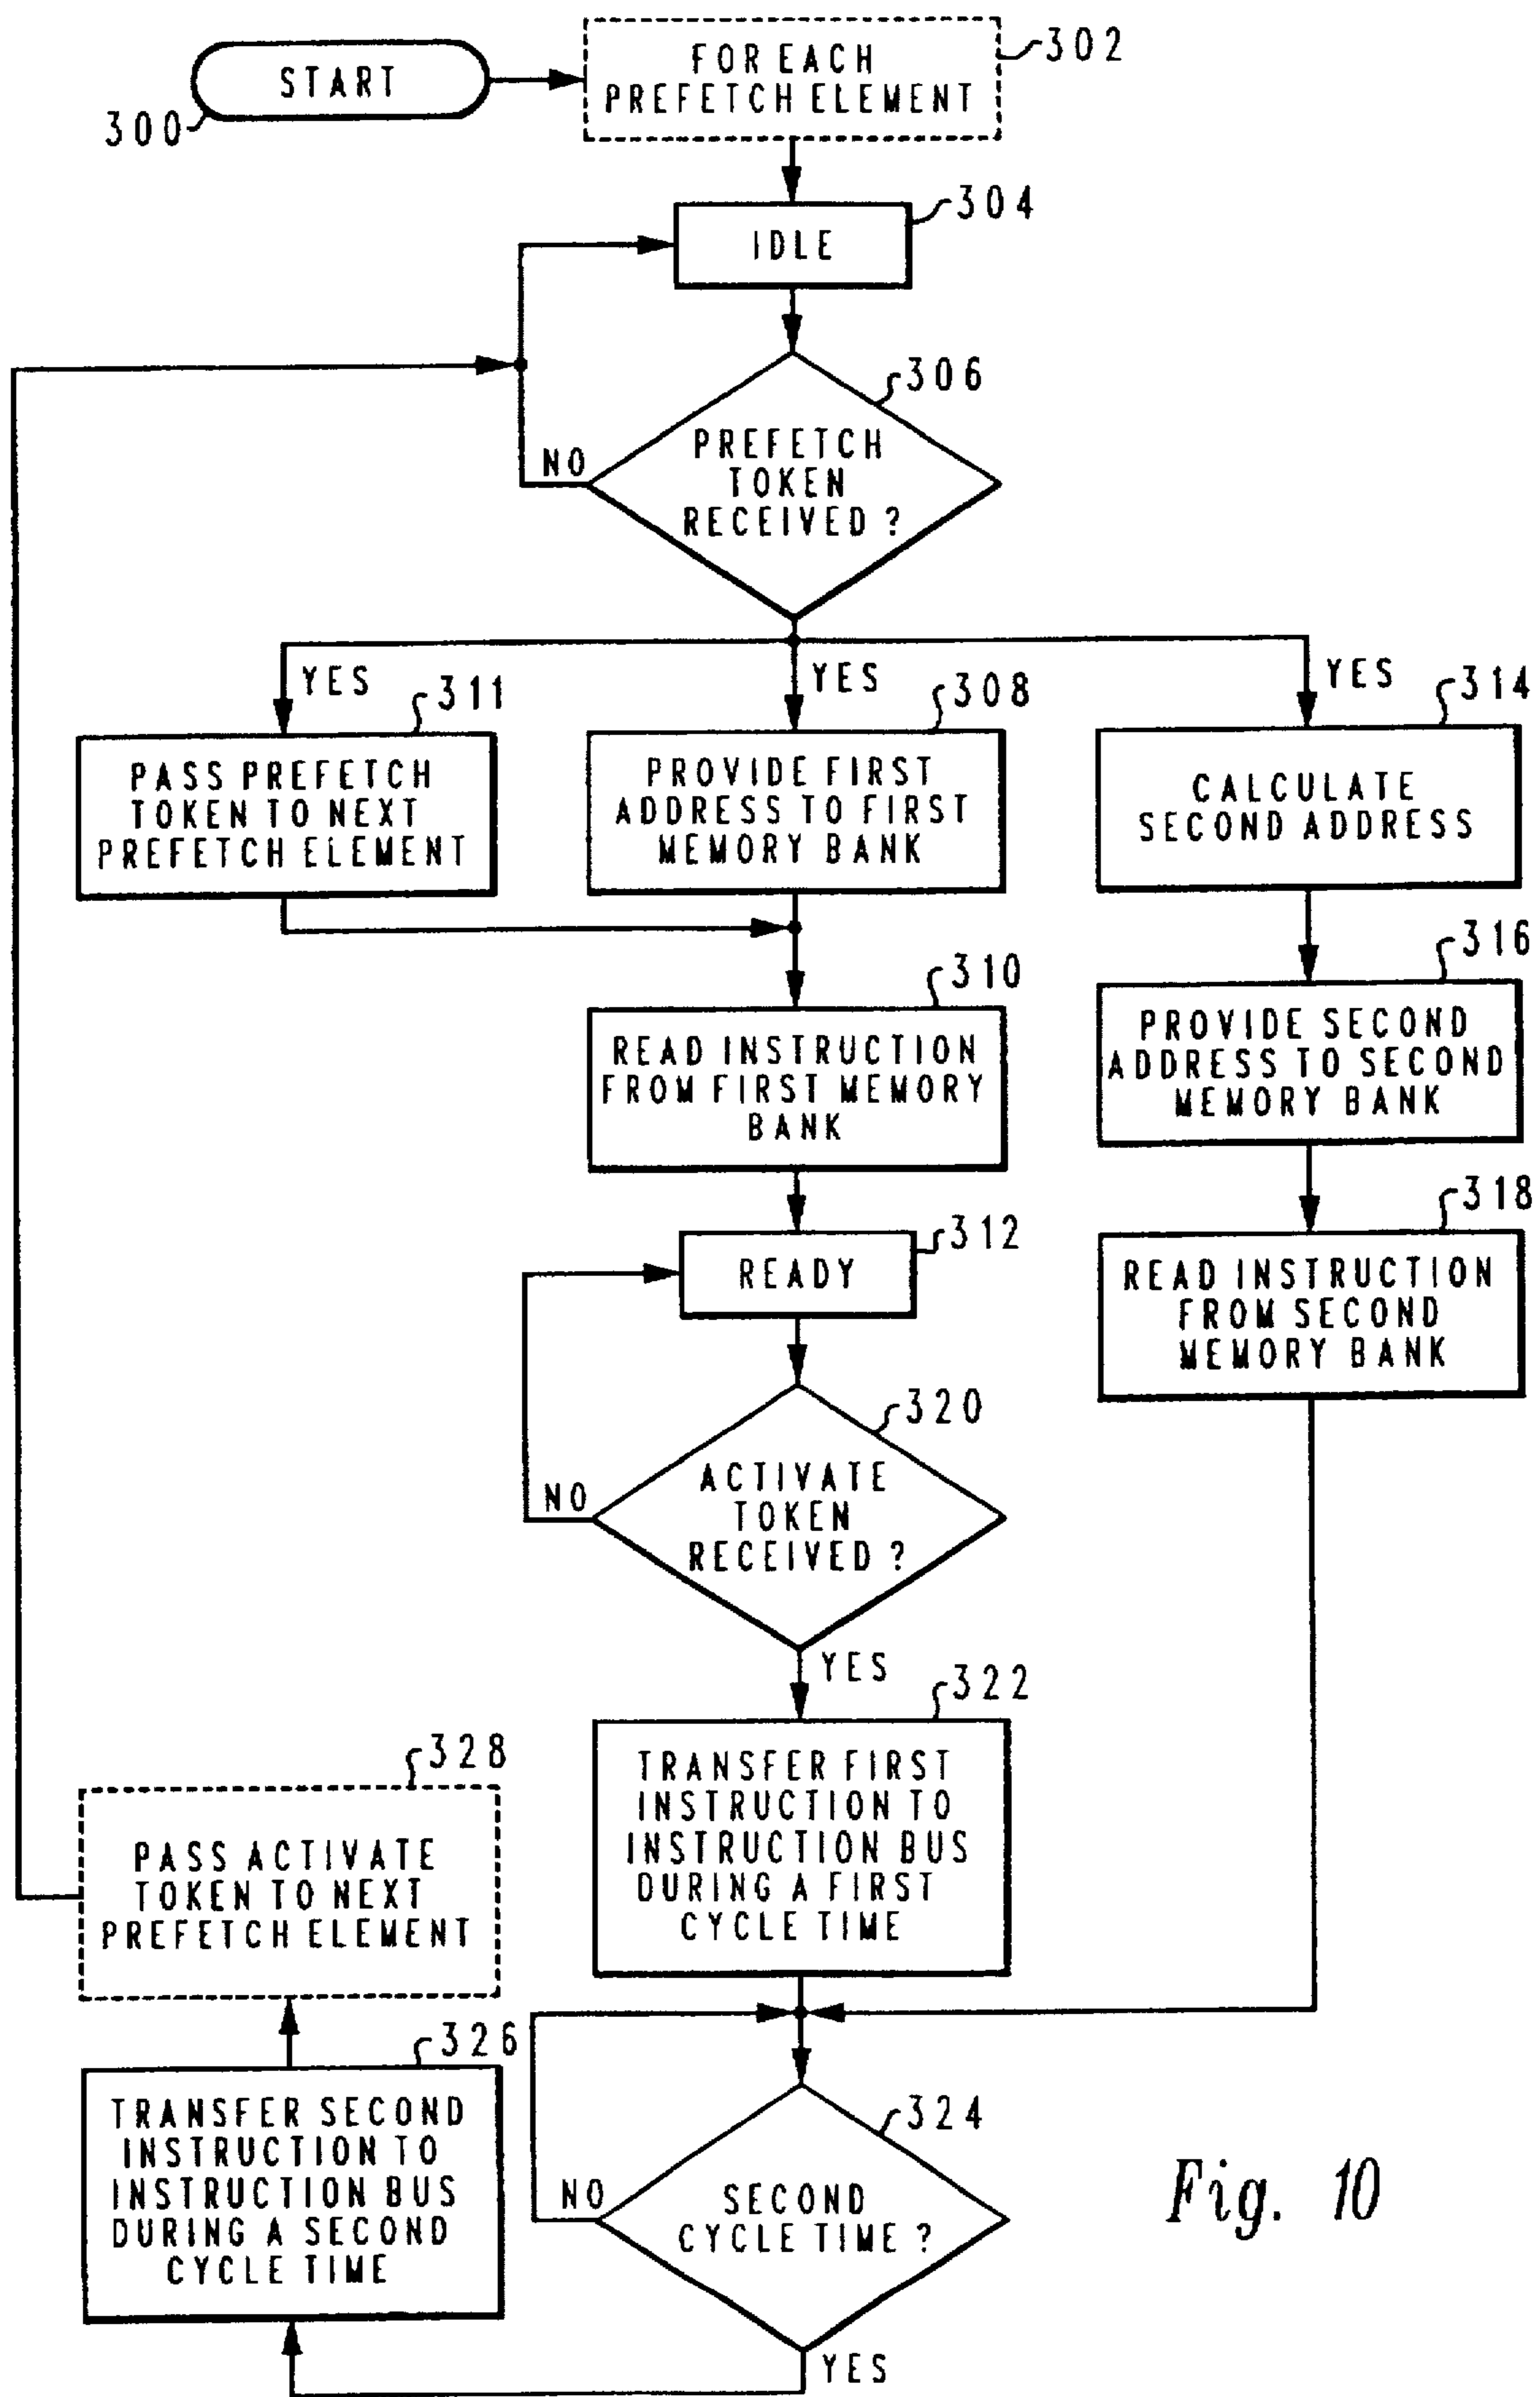 START
300
FOR EACH
PREFETCH ELEMENT
302
IDLE
304
PREFETCH
TOKEN
RECEIVED ?
306
NO
YES
YES
YES
311
PASS PREFETCH
TOKEN TO NEXT
PREFETCH ELEMENT
308
PROVIDE FIRST
ADDRESS TO FIRST
MEMORY BANK
314
CALCULATE
SECOND ADDRESS
310
READ INSTRUCTION
FROM FIRST MEMORY
BANK
316
PROVIDE SECOND
ADDRESS TO SECOND
MEMORY BANK
312
READY
318
READ INSTRUCTION
FROM SECOND
MEMORY BANK
320
ACTIVATE
TOKEN
RECEIVED ?
NO
YES
322
TRANSFER FIRST
INSTRUCTION TO
INSTRUCTION BUS
DURING A FIRST
CYCLE TIME
328
PASS ACTIVATE
TOKEN TO NEXT
PREFETCH ELEMENT
326
TRANSFER SECOND
INSTRUCTION TO
INSTRUCTION BUS
DURING A SECOND
CYCLE TIME
324
SECOND
CYCLE TIME ?
NO
YES
Fig. 10